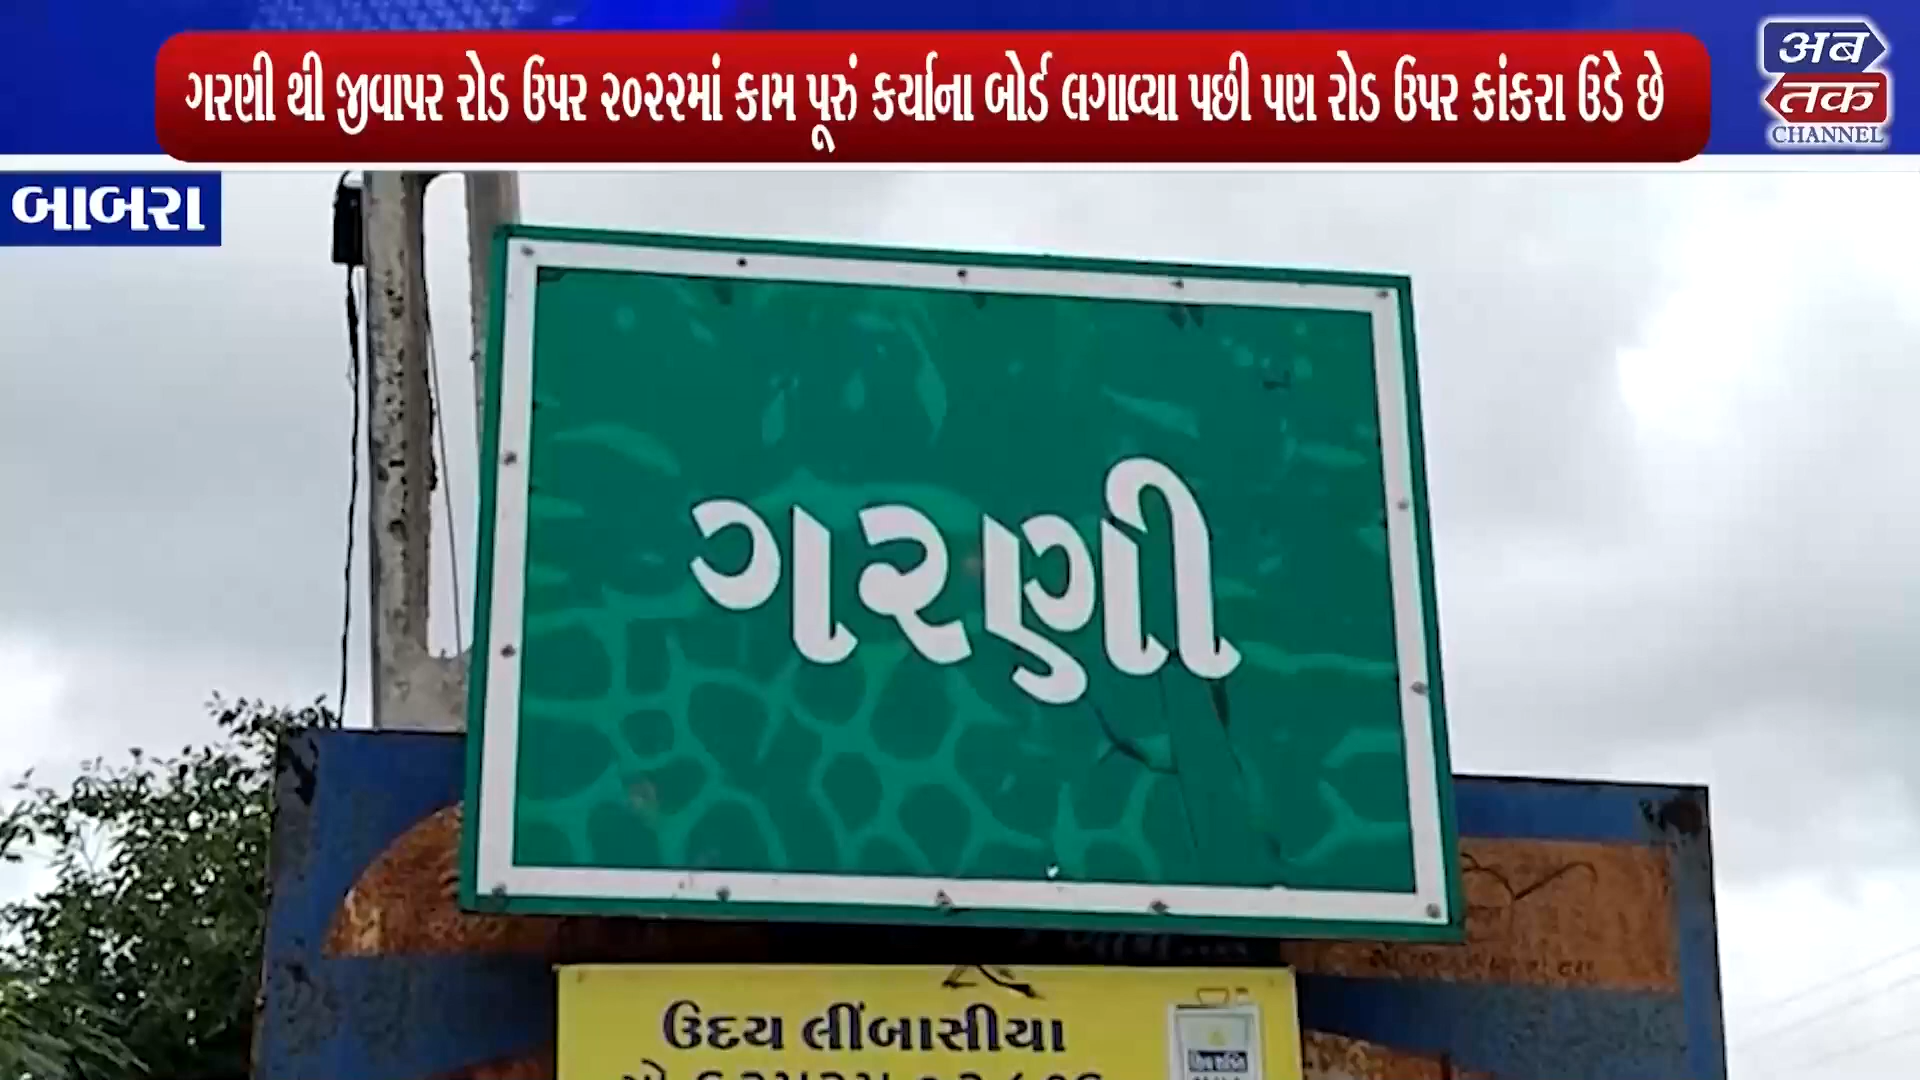 ગરણી થી જીવાપર રોડ ઉપર ૨૦૨૨માં કામ પૂરું કર્યાના બોર્ડ લગાવ્યા પછી પણ રોડ ઉપર કાંકરા ઉડે છે
अब
तक
CHANNEL
બાબરા
ગરણી
ઉદય લીંબાસીયા